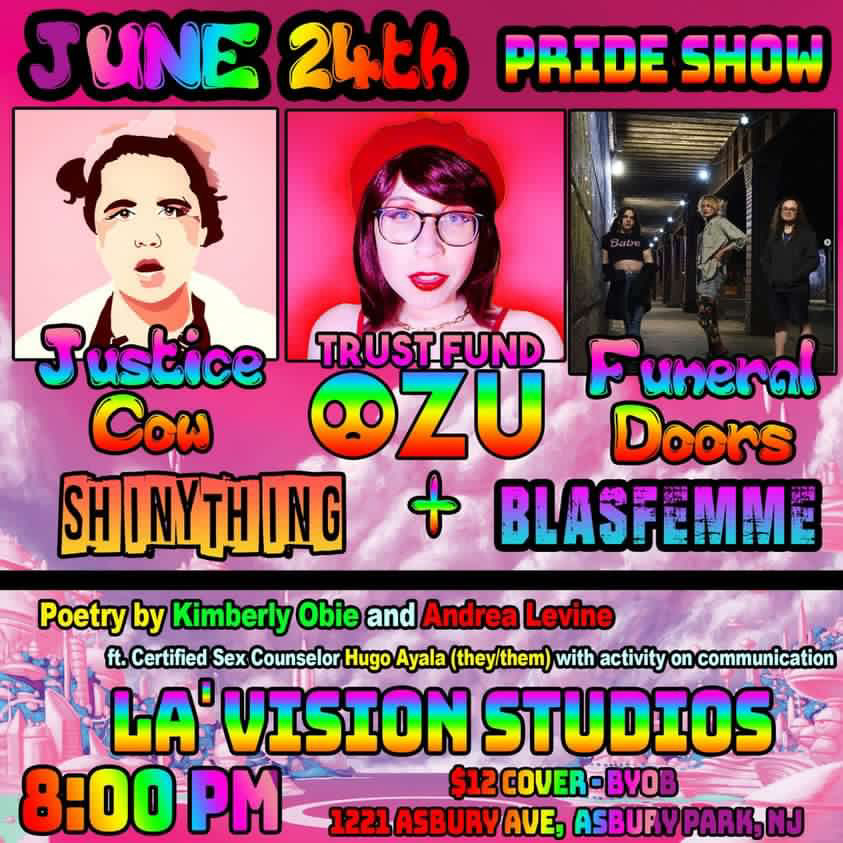 JUNE 24th PRIDE SHOW
Babe
Justice
Cow
TRUST FUND
OZU
Funeral
Doors
SHINYTHING + BLASFEMME
Poetry by Kimberly Obie and Andrea Levine
ft. Certified Sex Counselor Hugo Ayala (they/them) with activity on communication
LA'VISION STUDIOS
8:00 PM
$12 COVER - BYOB
1221 ASBURY AVE, ASBURY PARK, NJ